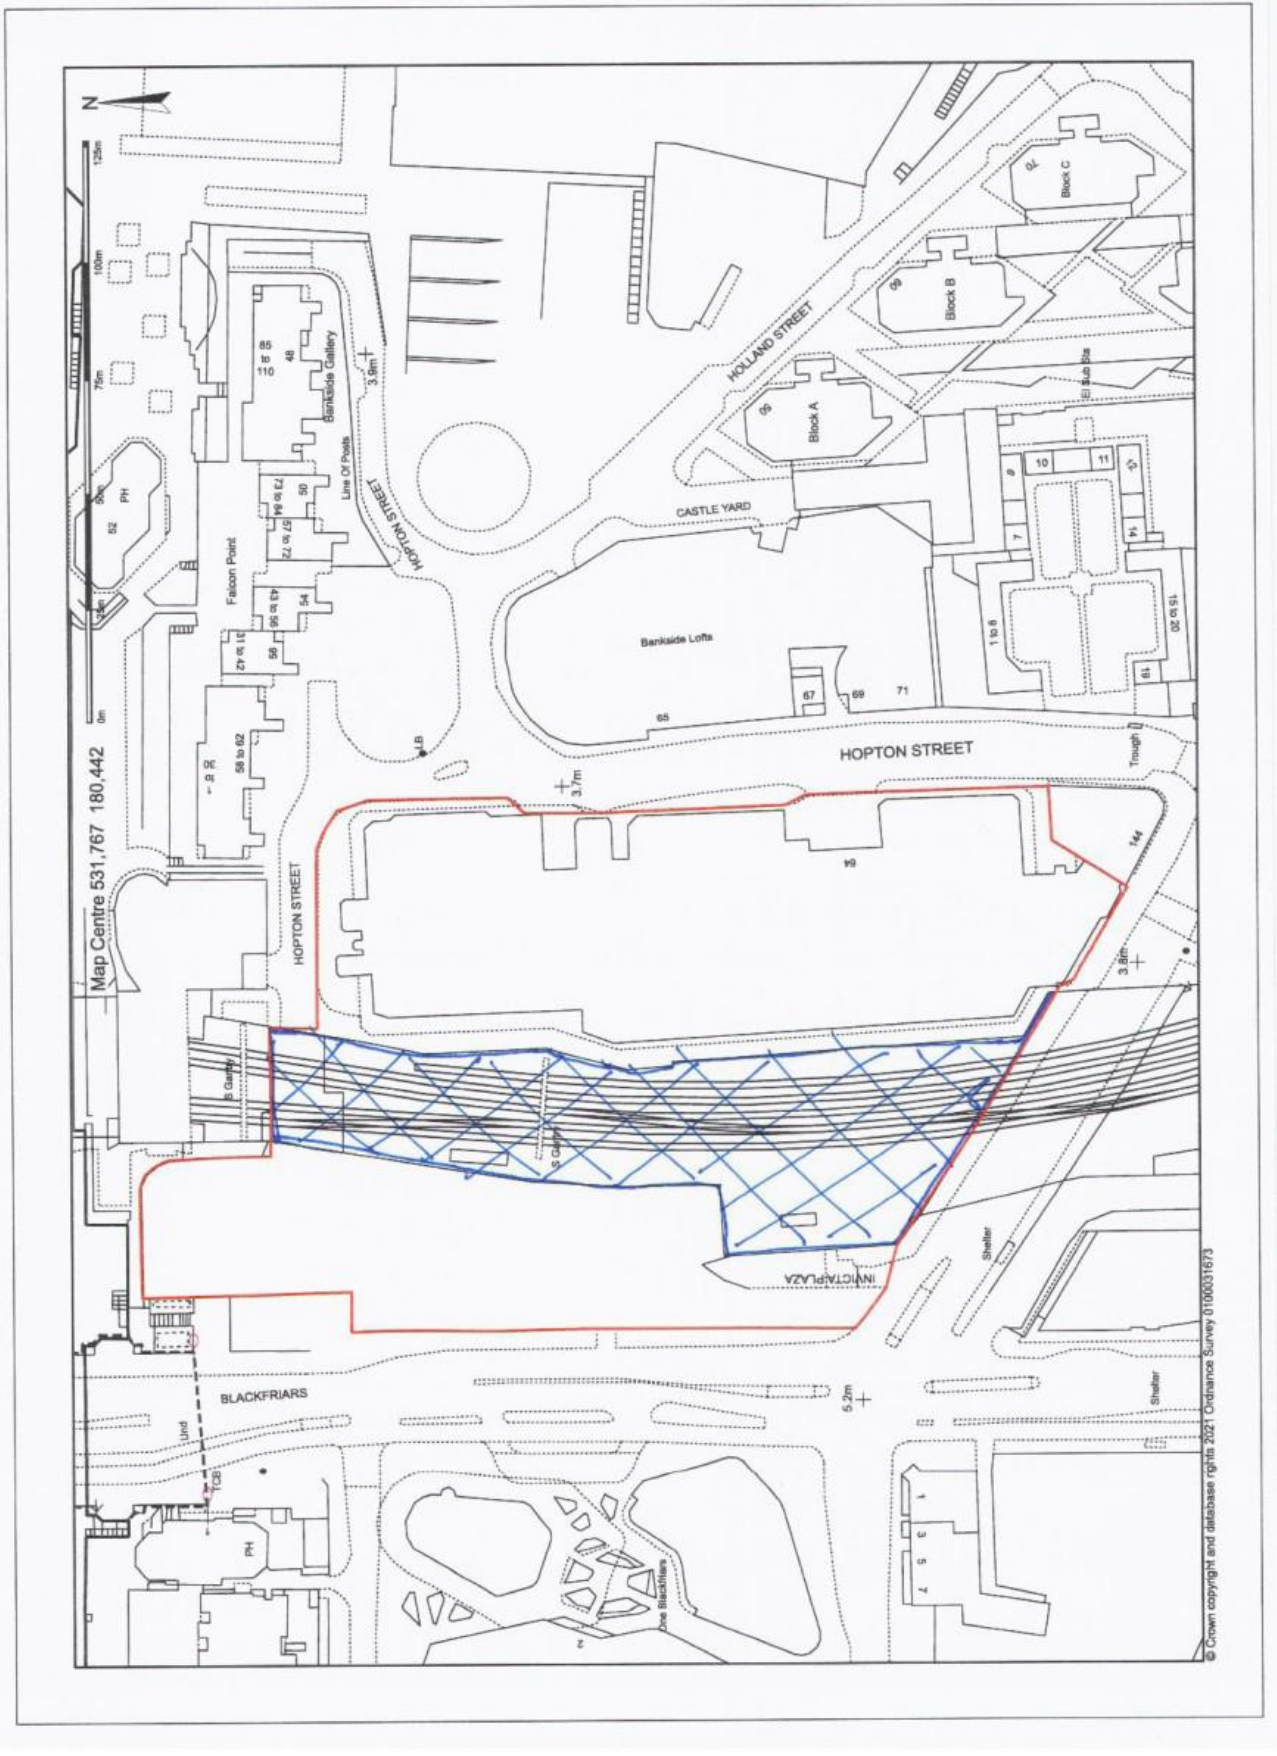 Map Centre 531,767 180,442
0m
25m
50m
75m
100m
125m
N
52
PH
Falcon Point
58 to 62
31 to 42
95
43 to 56
54
57 to 72
73 to 84
50
85
to
110
48
Bankside Gallery
Line Of Posts
HOPTON STREET
3.9m
HOPTON STREET
LB
3.7m
S Gantry
S Gantry
64
144
3.8m
HOPTON STREET
Trough
Bankside Lofts
65
67
69
71
CASTLE YARD
HOLLAND STREET
50
Block A
60
Block B
70
Block C
El Sub Sta
1 to 6
7
10
11
14
15 to 20
19
INVICTA PLAZA
Shelter
BLACKFRIARS
Und
TCB
PH
5.2m
Shelter
One Blackfriars
2
1
3
5
7
© Crown copyright and database rights 2021 Ordnance Survey 0100031673